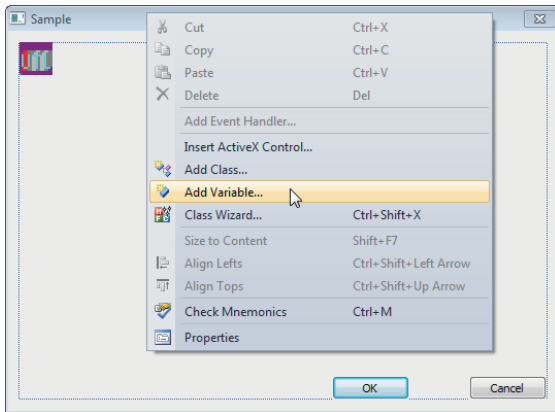 Sample
Cut Ctrl+X
Copy Ctrl+C
Paste Ctrl+V
Delete Del
Add Event Handler...
Insert ActiveX Control...
Add Class...
Add Variable...
Class Wizard... Ctrl+Shift+X
Size to Content Shift+F7
Align Lefts Ctrl+Shift+Left Arrow
Align Tops Ctrl+Shift+Up Arrow
Check Mnemonics Ctrl+M
Properties
OK Cancel